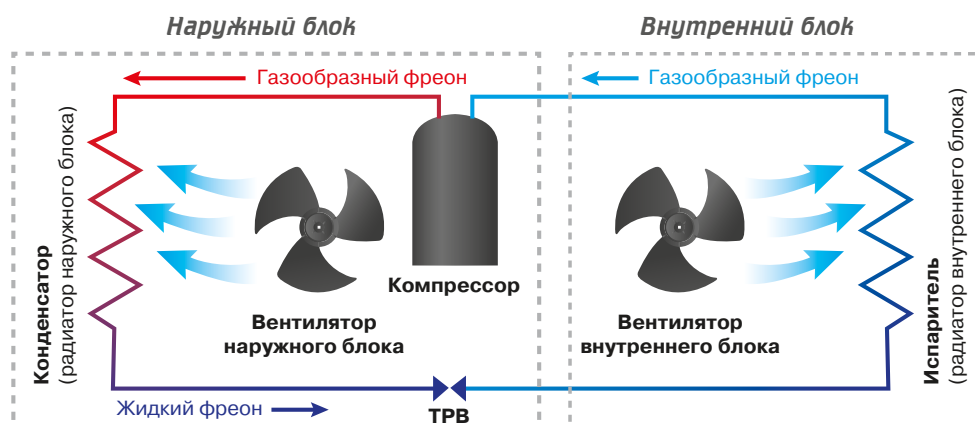 Наружный блок
Внутренний блок
Газообразный фреон
Газообразный фреон
Конденсатор
(радиатор наружного блока)
Компрессор
Вентилятор
наружного блока
Вентилятор
внутреннего блока
Испаритель
(радиатор внутреннего блока)
Жидкий фреон
ТРВ